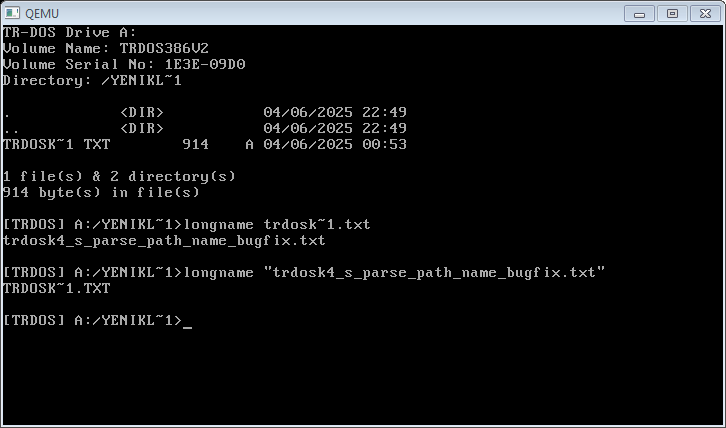 QEMU
TR-DOS Drive A:
Volume Name: TRDOS386V2
Volume Serial No: 1E3E-09D0
Directory: /YENIKL~1
.              <DIR>            04/06/2025 22:49
..             <DIR>            04/06/2025 22:49
TRDOSK~1 TXT         914     A 04/06/2025 00:53
1 file(s) & 2 directory(s)
914 byte(s) in file(s)
[TRDOS] A:/YENIKL~1>longname trdosk~1.txt
trdosk4_s_parse_path_name_bugfix.txt
[TRDOS] A:/YENIKL~1>longname "trdosk4_s_parse_path_name_bugfix.txt"
TRDOSK~1.TXT
[TRDOS] A:/YENIKL~1>_